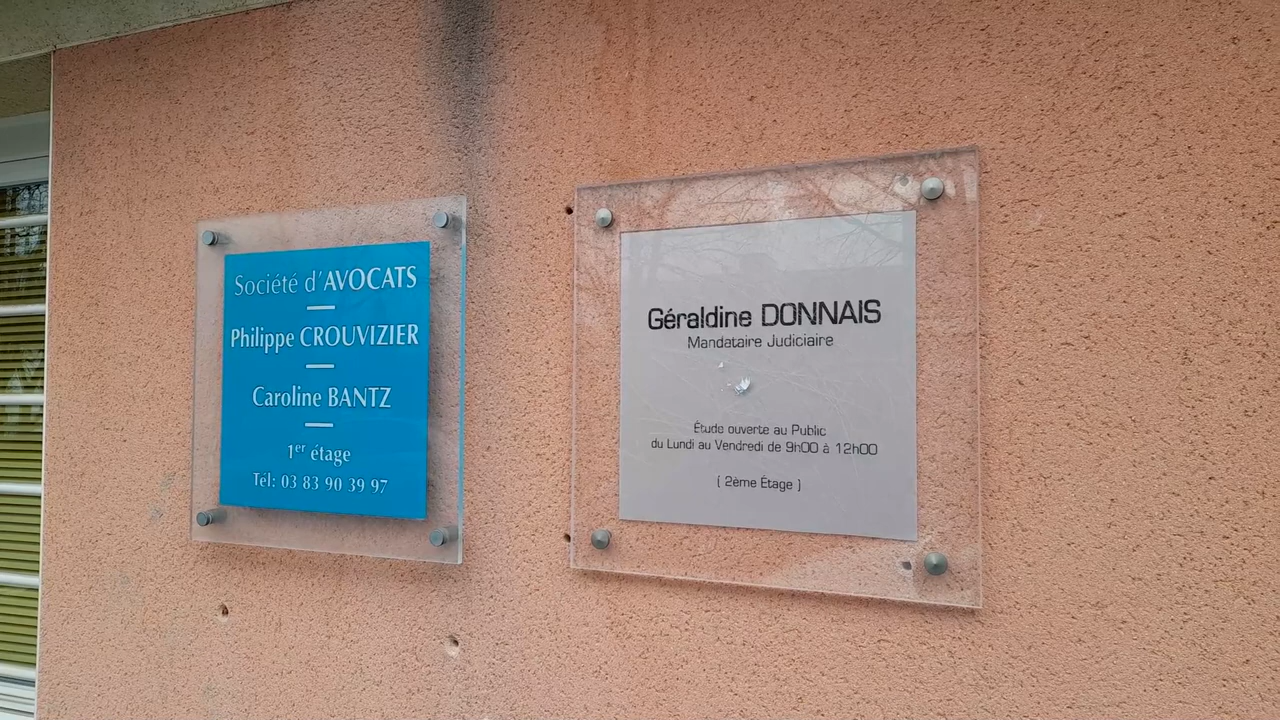 Société d'AVOCATS
Philippe CROUVIZIER
Caroline BANTZ
1er étage
Tél: 03 83 90 39 97
Géraldine DONNAIS
Mandataire Judiciaire
Étude ouverte au Public
du Lundi au Vendredi de 9h00 à 12h00
( 2ème Étage )